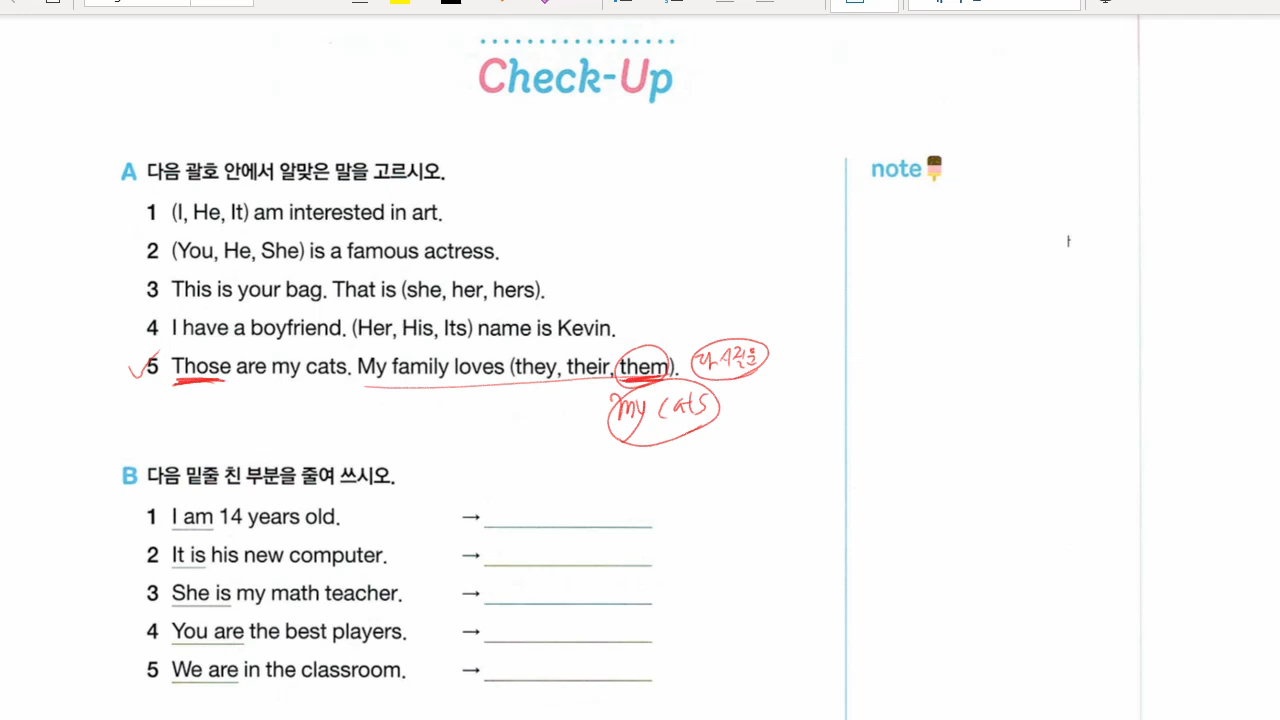 Check-Up
A 다음 괄호 안에서 알맞은 말을 고르시오.
note
1 (I, He, It) am interested in art.
2 (You, He, She) is a famous actress.
3 This is your bag. That is (she, her, hers).
4 I have a boyfriend. (Her, His, Its) name is Kevin.
5 Those are my cats. My family loves (they, their, them).
my cats
B 다음 밑줄 친 부분을 줄여 쓰시오.
1 I am 14 years old. →
2 It is his new computer. →
3 She is my math teacher. →
4 You are the best players. →
5 We are in the classroom. →